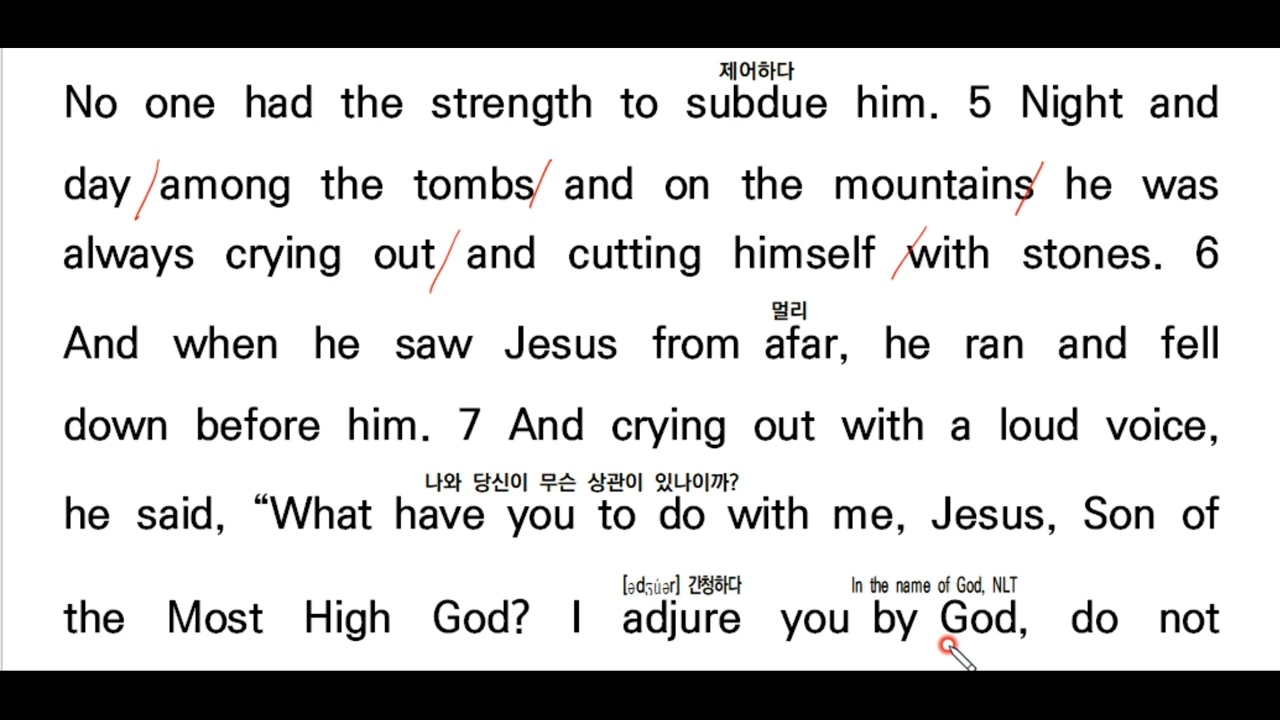 제어하다
No one had the strength to subdue him. 5 Night and
day among the tombs and on the mountains he was
always crying out and cutting himself with stones. 6
멀리
And when he saw Jesus from afar, he ran and fell
down before him. 7 And crying out with a loud voice,
나와 당신이 무슨 상관이 있나이까?
he said, “What have you to do with me, Jesus, Son of
[ədʒúər] 간청하다 In the name of God, NLT
the Most High God? I adjure you by God, do not